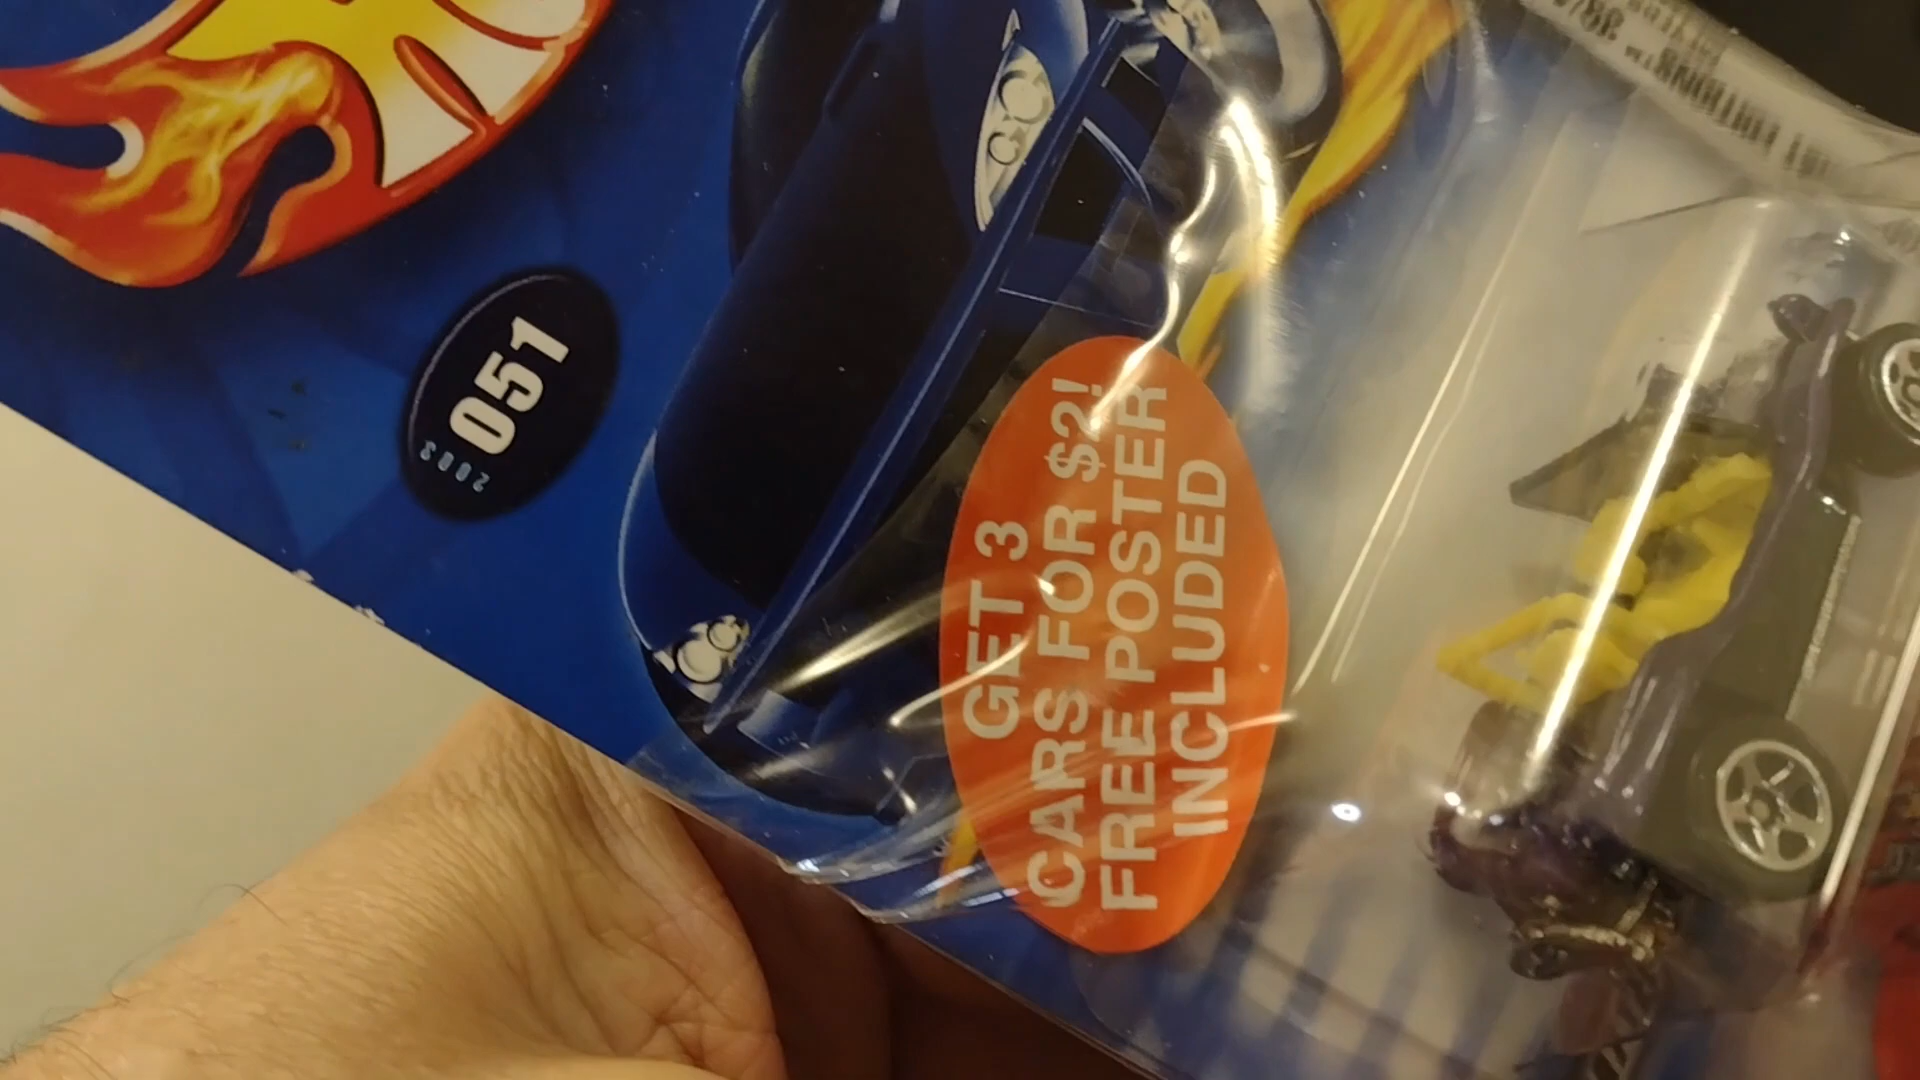 051
2003
GET 3
CARS FOR $2!
FREE POSTER
INCLUDED